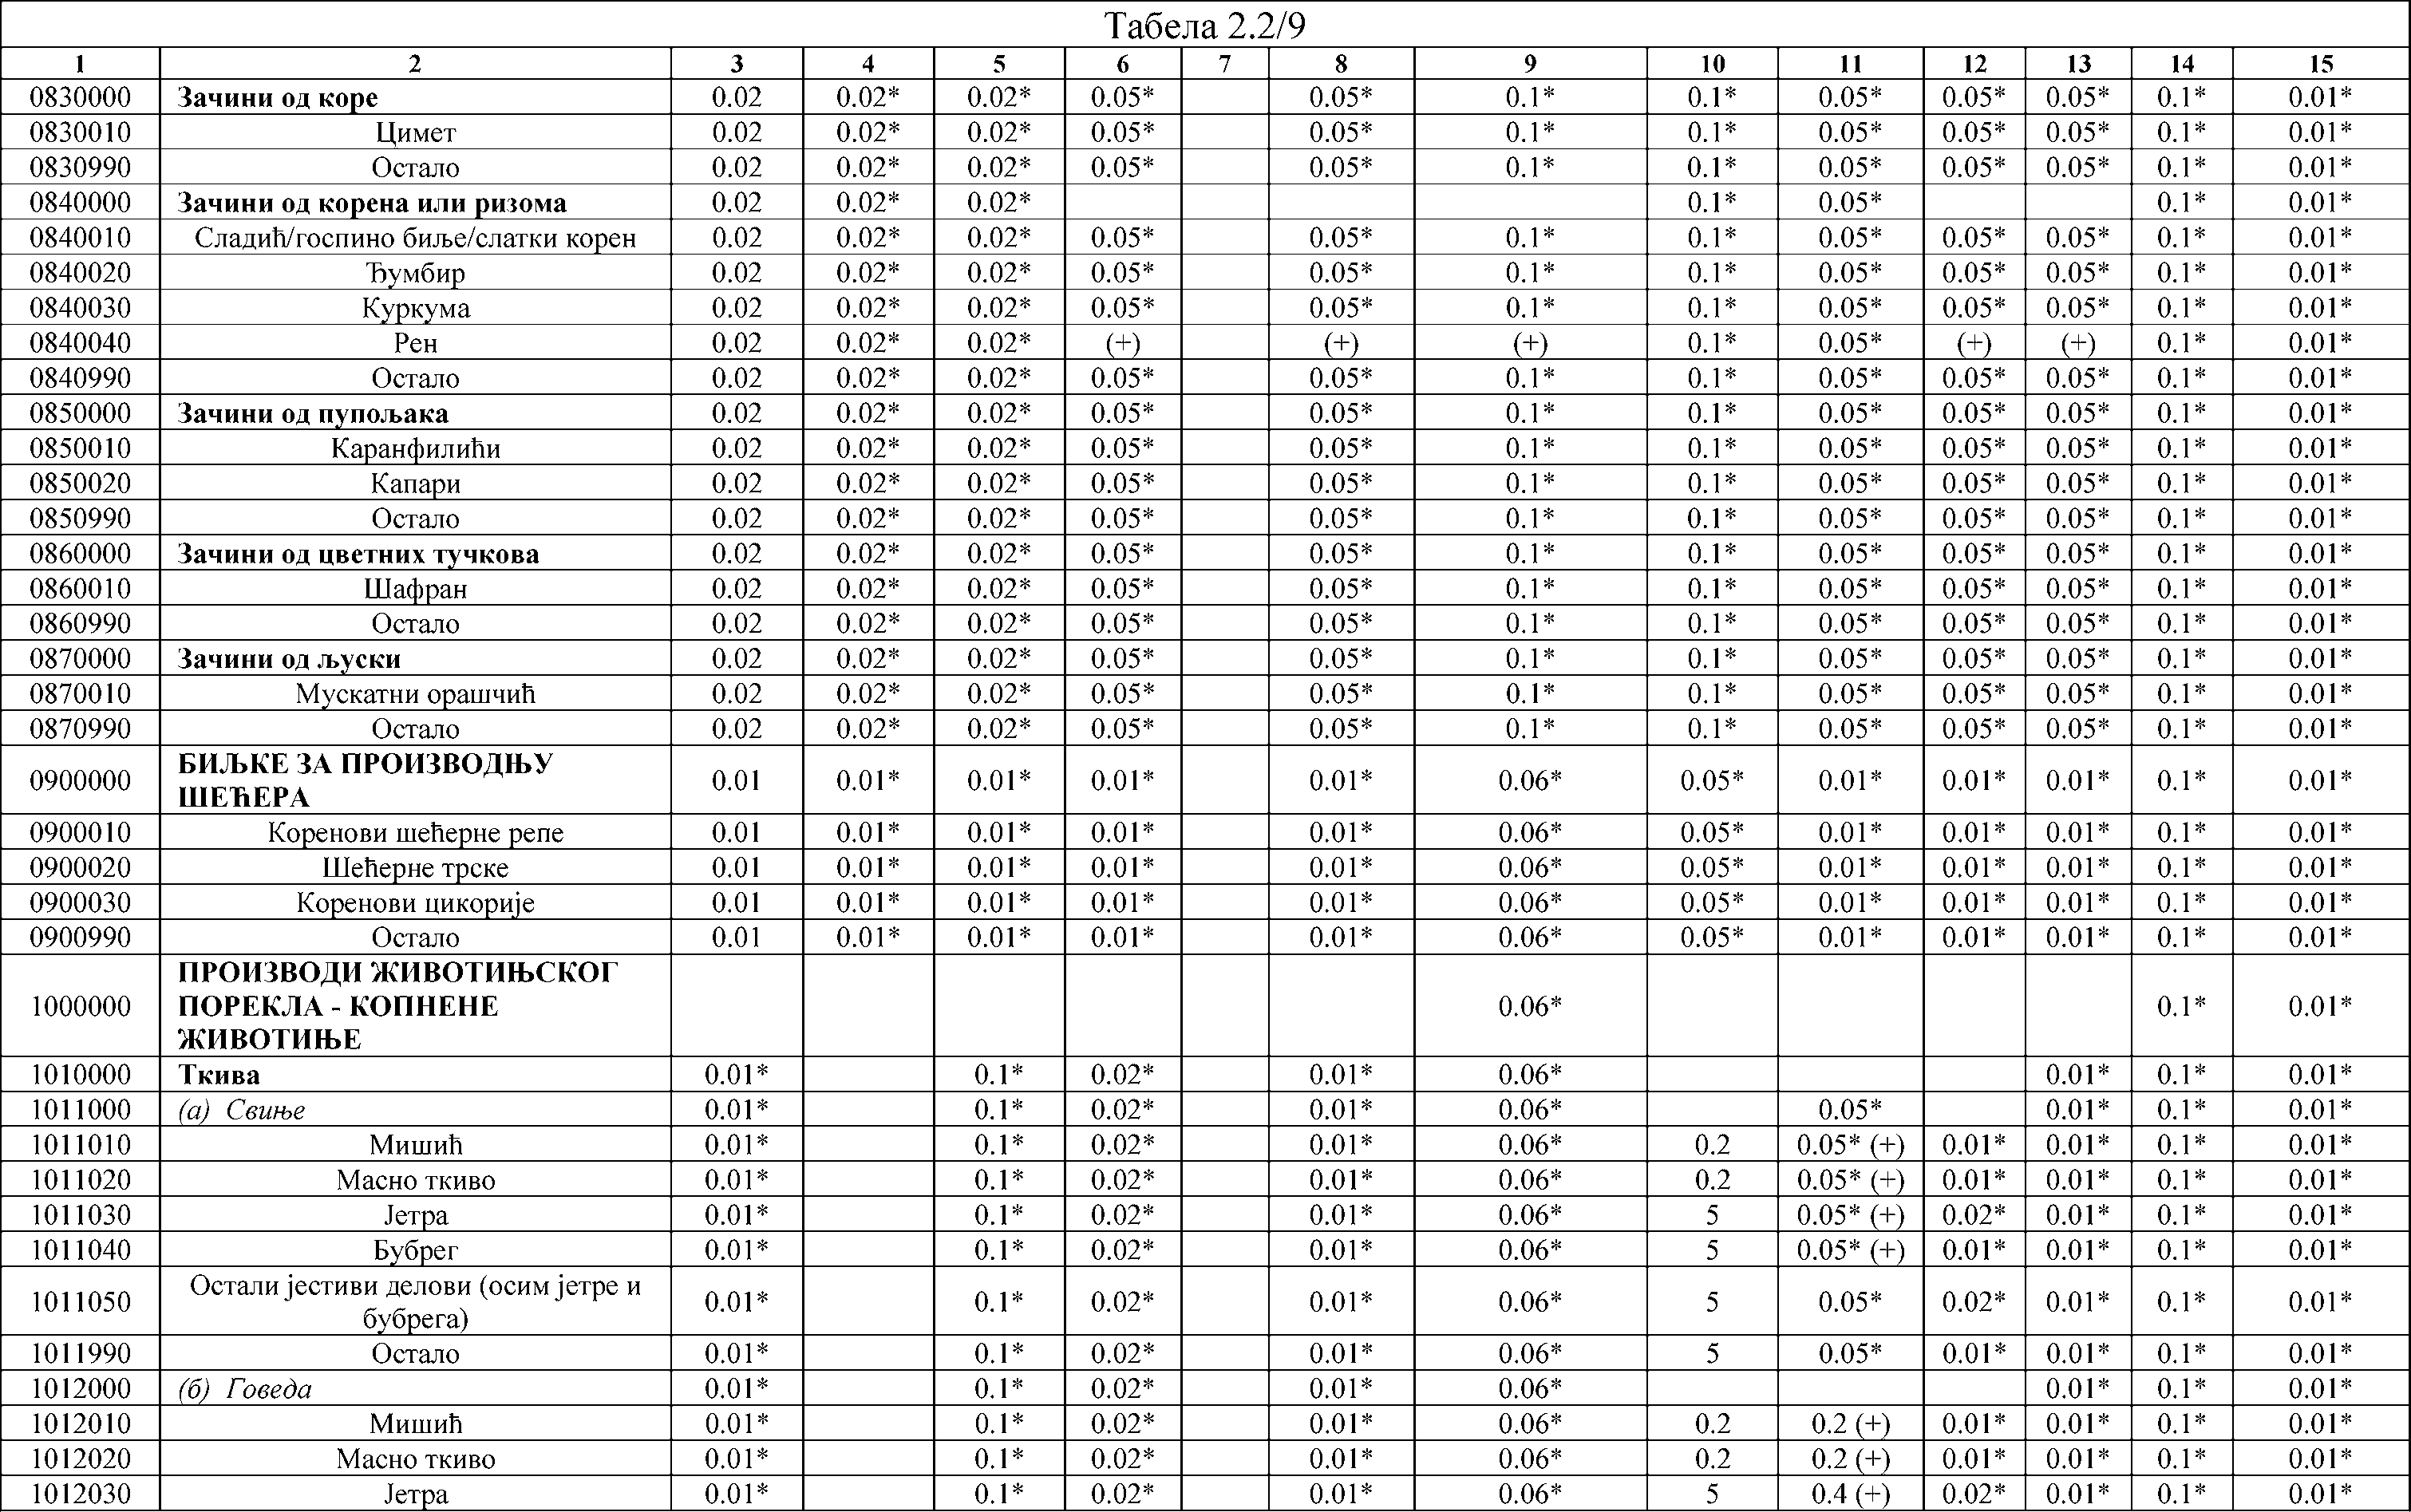 Табела 2.2/9
1 2 3 4 5 6 7 8 9 10 11 12 13 14 15
0830000 Зачини од коре 0.02 0.02* 0.02* 0.05* 0.05* 0.1* 0.1* 0.05* 0.05* 0.05* 0.1* 0.01*
0830010 Цимет 0.02 0.02* 0.02* 0.05* 0.05* 0.1* 0.1* 0.05* 0.05* 0.05* 0.1* 0.01*
0830990 Остало 0.02 0.02* 0.02* 0.05* 0.05* 0.1* 0.1* 0.05* 0.05* 0.05* 0.1* 0.01*
0840000 Зачини од корена или ризома 0.02 0.02* 0.02* 0.1* 0.05* 0.1* 0.01*
0840010 Сладић/госпино биље/слатки корен 0.02 0.02* 0.02* 0.05* 0.05* 0.1* 0.1* 0.05* 0.05* 0.05* 0.1* 0.01*
0840020 Ђумбир 0.02 0.02* 0.02* 0.05* 0.05* 0.1* 0.1* 0.05* 0.05* 0.05* 0.1* 0.01*
0840030 Куркума 0.02 0.02* 0.02* 0.05* 0.05* 0.1* 0.1* 0.05* 0.05* 0.05* 0.1* 0.01*
0840040 Рен 0.02 0.02* 0.02* (+) (+) (+) 0.1* 0.05* (+) (+) 0.1* 0.01*
0840990 Остало 0.02 0.02* 0.02* 0.05* 0.05* 0.1* 0.1* 0.05* 0.05* 0.05* 0.1* 0.01*
0850000 Зачини од пупољака 0.02 0.02* 0.02* 0.05* 0.05* 0.1* 0.1* 0.05* 0.05* 0.05* 0.1* 0.01*
0850010 Каранфилићи 0.02 0.02* 0.02* 0.05* 0.05* 0.1* 0.1* 0.05* 0.05* 0.05* 0.1* 0.01*
0850020 Капари 0.02 0.02* 0.02* 0.05* 0.05* 0.1* 0.1* 0.05* 0.05* 0.05* 0.1* 0.01*
0850990 Остало 0.02 0.02* 0.02* 0.05* 0.05* 0.1* 0.1* 0.05* 0.05* 0.05* 0.1* 0.01*
0860000 Зачини од цветних тучкова 0.02 0.02* 0.02* 0.05* 0.05* 0.1* 0.1* 0.05* 0.05* 0.05* 0.1* 0.01*
0860010 Шафран 0.02 0.02* 0.02* 0.05* 0.05* 0.1* 0.1* 0.05* 0.05* 0.05* 0.1* 0.01*
0860990 Остало 0.02 0.02* 0.02* 0.05* 0.05* 0.1* 0.1* 0.05* 0.05* 0.05* 0.1* 0.01*
0870000 Зачини од љуски 0.02 0.02* 0.02* 0.05* 0.05* 0.1* 0.1* 0.05* 0.05* 0.05* 0.1* 0.01*
0870010 Мускатни орашчић 0.02 0.02* 0.02* 0.05* 0.05* 0.1* 0.1* 0.05* 0.05* 0.05* 0.1* 0.01*
0870990 Остало 0.02 0.02* 0.02* 0.05* 0.05* 0.1* 0.1* 0.05* 0.05* 0.05* 0.1* 0.01*
БИЉКЕ ЗА ПРОИЗВОДЊУ
0900000 0.01 0.01* 0.01* 0.01* 0.01* 0.06* 0.05* 0.01* 0.01* 0.01* 0.1* 0.01*
ШЕЋЕРА
0900010 Коренови шећерне репе 0.01 0.01* 0.01* 0.01* 0.01* 0.06* 0.05* 0.01* 0.01* 0.01* 0.1* 0.01*
0900020 Шећерне трске 0.01 0.01* 0.01* 0.01* 0.01* 0.06* 0.05* 0.01* 0.01* 0.01* 0.1* 0.01*
0900030 Коренови цикорије 0.01 0.01* 0.01* 0.01* 0.01* 0.06* 0.05* 0.01* 0.01* 0.01* 0.1* 0.01*
0900990 Остало 0.01 0.01* 0.01* 0.01* 0.01* 0.06* 0.05* 0.01* 0.01* 0.01* 0.1* 0.01*
ПРОИЗВОДИ ЖИВОТИЊСКОГ
1000000 ПОРЕКЛА - КОПНЕНЕ 0.06* 0.1* 0.01*
ЖИВОТИЊЕ
1010000 Ткива 0.01* 0.1* 0.02* 0.01* 0.06* 0.01* 0.1* 0.01*
1011000 (а) Свиње 0.01* 0.1* 0.02* 0.01* 0.06* 0.05* 0.01* 0.1* 0.01*
1011010 Мишић 0.01* 0.1* 0.02* 0.01* 0.06* 0.2 0.05* (+) 0.01* 0.01* 0.1* 0.01*
1011020 Масно ткиво 0.01* 0.1* 0.02* 0.01* 0.06* 0.2 0.05* (+) 0.01* 0.01* 0.1* 0.01*
1011030 Јетра 0.01* 0.1* 0.02* 0.01* 0.06* 5 0.05* (+) 0.02* 0.01* 0.1* 0.01*
1011040 Бубрег 0.01* 0.1* 0.02* 0.01* 0.06* 5 0.05* (+) 0.01* 0.01* 0.1* 0.01*
Остали јестиви делови (осим јетре и
1011050 0.01* 0.1* 0.02* 0.01* 0.06* 5 0.05* 0.02* 0.01* 0.1* 0.01*
бубрега)
1011990 Остало 0.01* 0.1* 0.02* 0.01* 0.06* 5 0.05* 0.01* 0.01* 0.1* 0.01*
1012000 (б) Говеда 0.01* 0.1* 0.02* 0.01* 0.06* 0.01* 0.1* 0.01*
1012010 Мишић 0.01* 0.1* 0.02* 0.01* 0.06* 0.2 0.2 (+) 0.01* 0.01* 0.1* 0.01*
1012020 Масно ткиво 0.01* 0.1* 0.02* 0.01* 0.06* 0.2 0.2 (+) 0.01* 0.01* 0.1* 0.01*
1012030 Јетра 0.01* 0.1* 0.02* 0.01* 0.06* 5 0.4 (+) 0.02* 0.01* 0.1* 0.01*